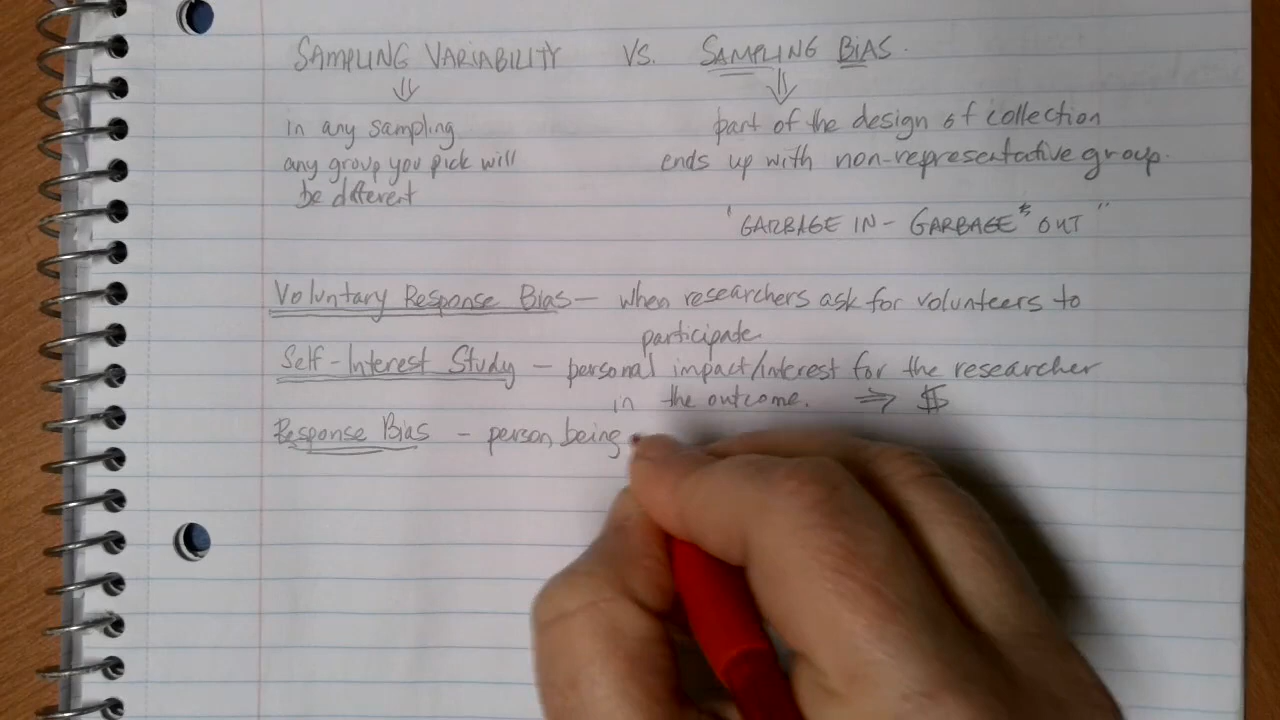 SAMPLING VARIABILITY VS. SAMPLING BIAS.
in any sampling
any group you pick will
be different
part of the design of collection
ends up with non-representative group.
"GARBAGE IN - GARBAGE OUT"
Voluntary Response Bias - when researchers ask for volunteers to
participate
Self-Interest Study - personal impact/interest for the researcher
in the outcome. ⇒ $
Response Bias - person being